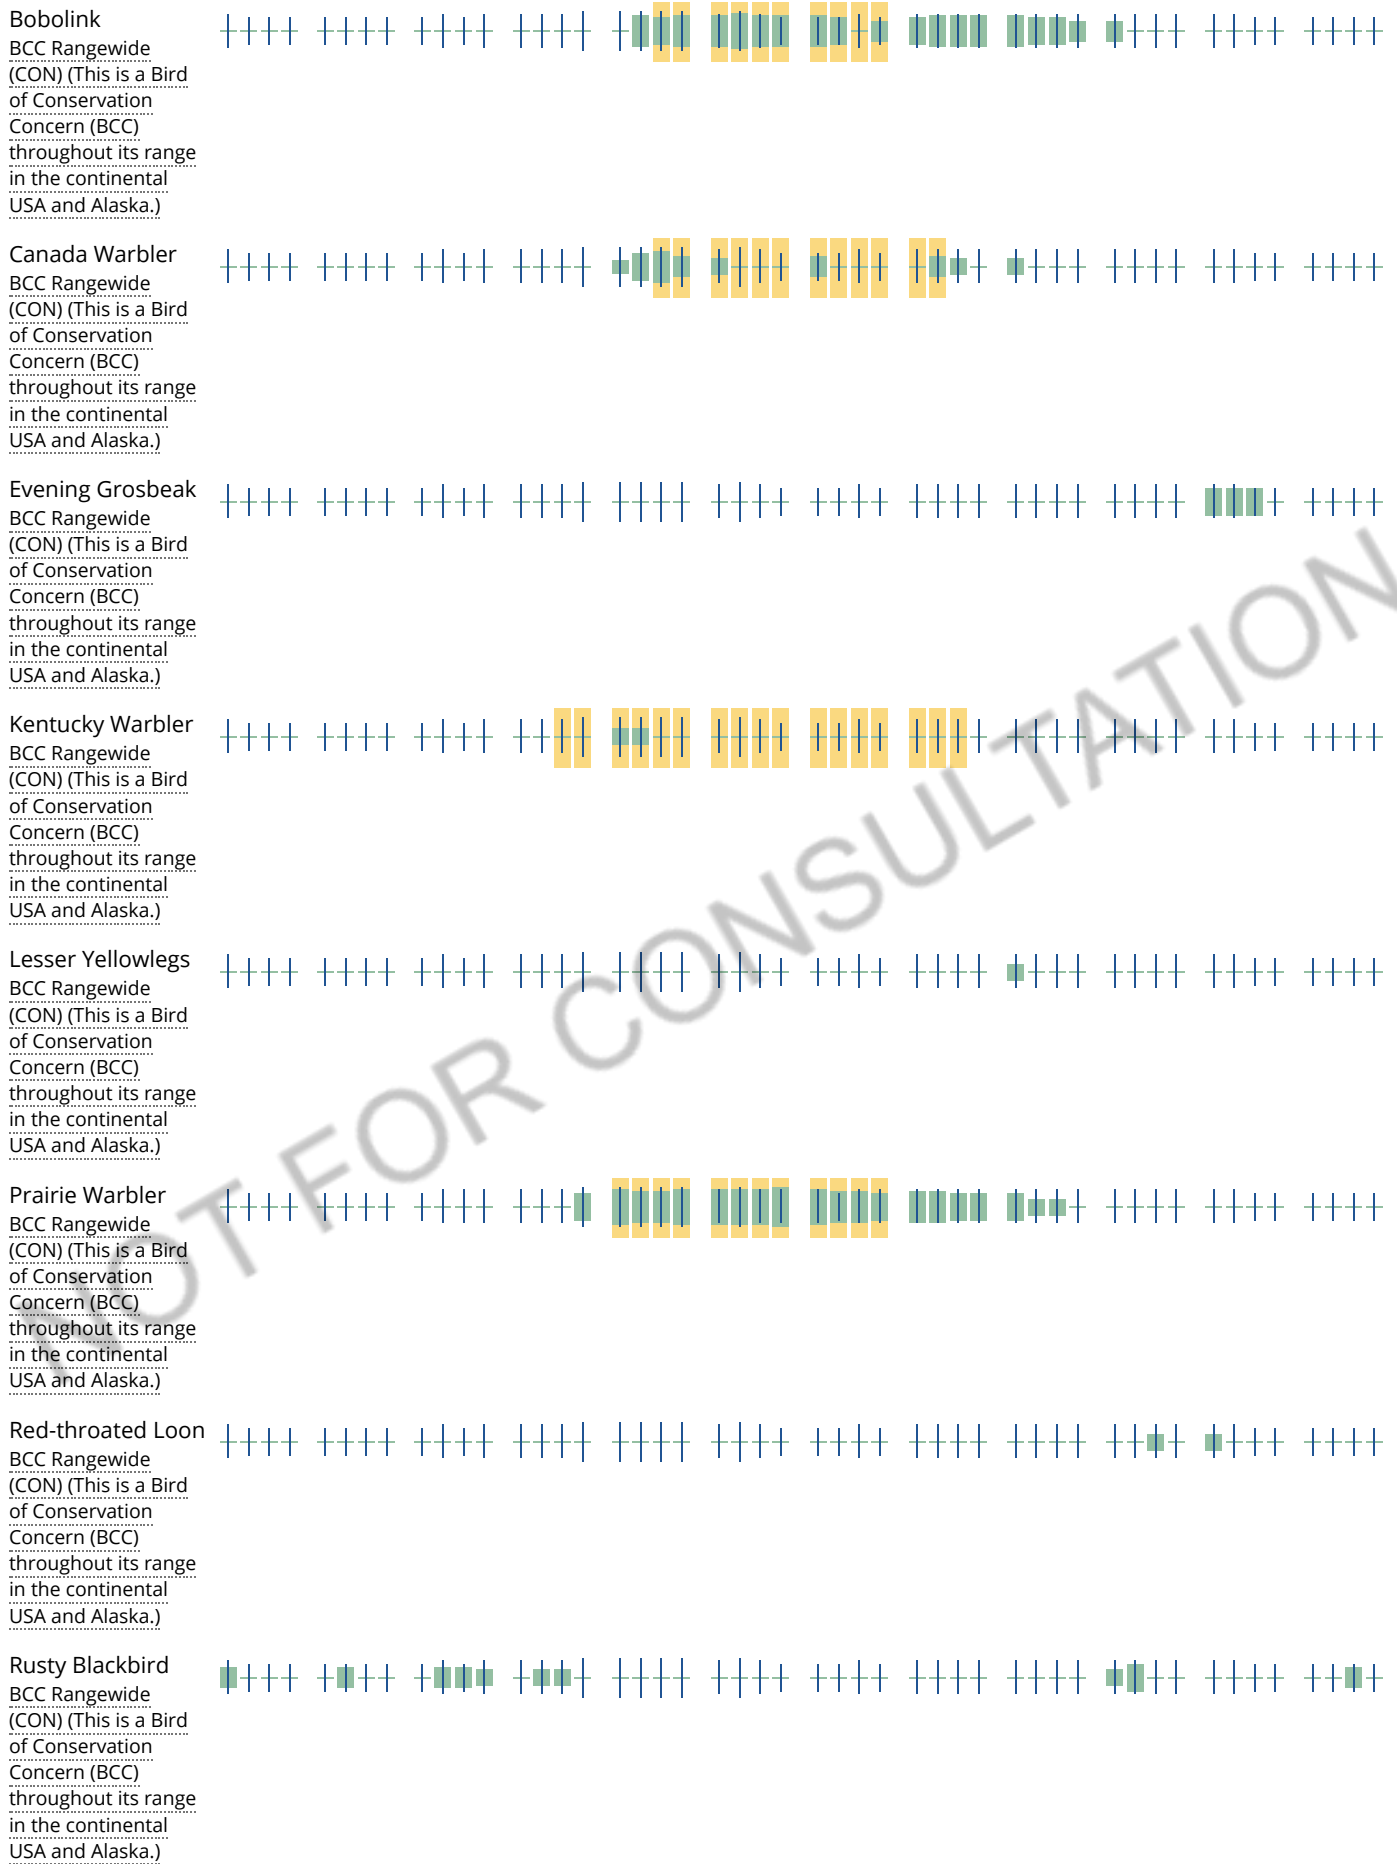 Bobolink
BCC Rangewide
(CON) (This is a Bird
of Conservation
Concern (BCC)
throughout its range
in the continental
USA and Alaska.)
Canada Warbler
BCC Rangewide
(CON) (This is a Bird
of Conservation
Concern (BCC)
throughout its range
in the continental
USA and Alaska.)
Evening Grosbeak
BCC Rangewide
(CON) (This is a Bird
of Conservation
Concern (BCC)
throughout its range
in the continental
USA and Alaska.)
Kentucky Warbler
BCC Rangewide
(CON) (This is a Bird
of Conservation
Concern (BCC)
throughout its range
in the continental
USA and Alaska.)
Lesser Yellowlegs
BCC Rangewide
(CON) (This is a Bird
of Conservation
Concern (BCC)
throughout its range
in the continental
USA and Alaska.)
Prairie Warbler
BCC Rangewide
(CON) (This is a Bird
of Conservation
Concern (BCC)
throughout its range
in the continental
USA and Alaska.)
Red-throated Loon
BCC Rangewide
(CON) (This is a Bird
of Conservation
Concern (BCC)
throughout its range
in the continental
USA and Alaska.)
Rusty Blackbird
BCC Rangewide
(CON) (This is a Bird
of Conservation
Concern (BCC)
throughout its range
in the continental
USA and Alaska.)
NOT FOR CONSULTATION